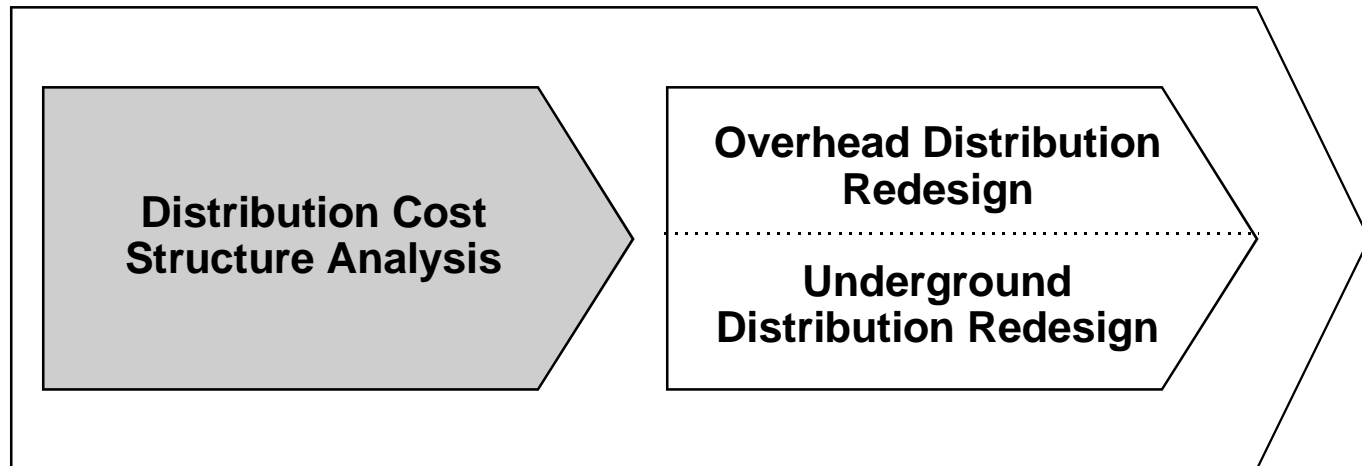 Distribution Cost
Structure Analysis
Overhead Distribution
Redesign
Underground
Distribution Redesign